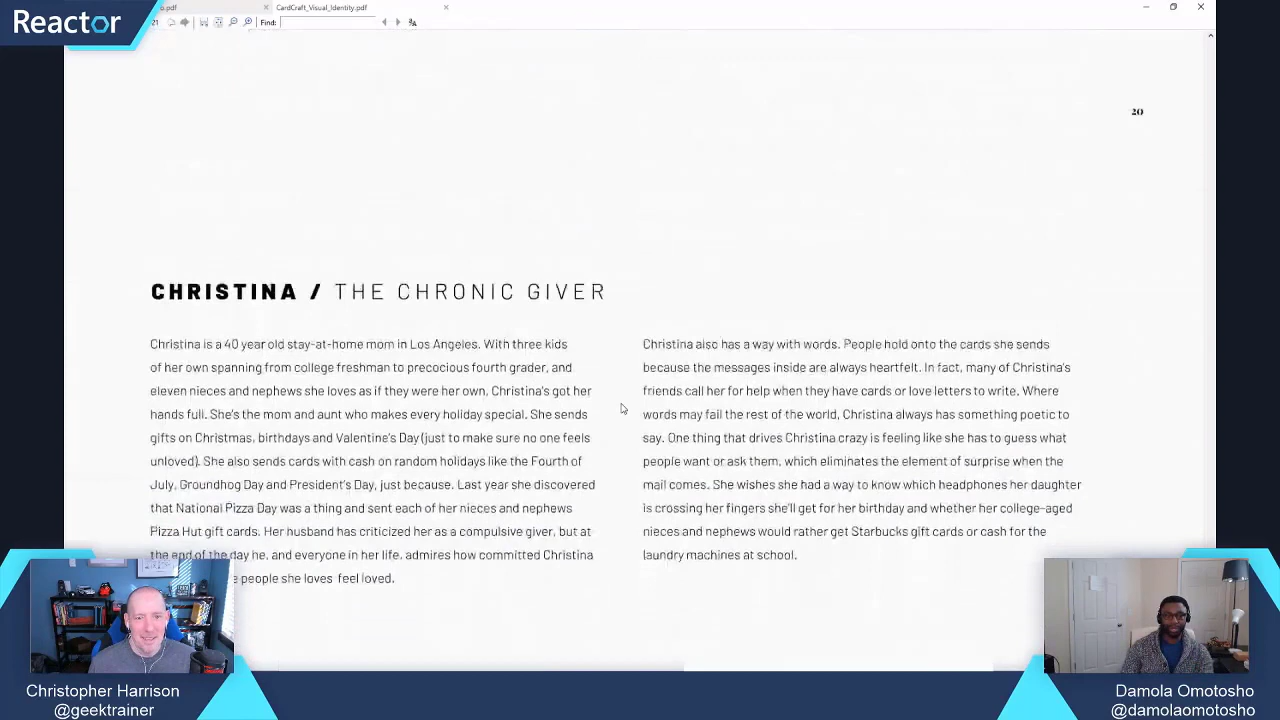 Reactor
CardCraft_Visual_Identity.pdf
Find:
20
CHRISTINA / THE CHRONIC GIVER
Christina is a 40 year old stay-at-home mom in Los Angeles. With three kids
of her own spanning from college freshman to precocious fourth grader, and
eleven nieces and nephews she loves as if they were her own, Christina's got her
hands full. She's the mom and aunt who makes every holiday special. She sends
gifts on Christmas, birthdays and Valentine's Day (just to make sure no one feels
unloved). She also sends cards with cash on random holidays like the Fourth of
July, Groundhog Day and President's Day, just because. Last year she discovered
that National Pizza Day was a thing and sent each of her nieces and nephews
Pizza Hut gift cards. Her husband has criticized her as a compulsive giver, but at
the end of the day he, and everyone in her life, admires how committed Christina
people she loves feel loved.
Christina also has a way with words. People hold onto the cards she sends
because the messages inside are always heartfelt. In fact, many of Christina's
friends call her for help when they have cards or love letters to write. Where
words may fail the rest of the world, Christina always has something poetic to
say. One thing that drives Christina crazy is feeling like she has to guess what
people want or ask them, which eliminates the element of surprise when the
mail comes. She wishes she had a way to know which headphones her daughter
is crossing her fingers she'll get for her birthday and whether her college-aged
nieces and nephews would rather get Starbucks gift cards or cash for the
laundry machines at school.
Christopher Harrison
@geektrainer
Damola Omotosho
@damolaomotosho